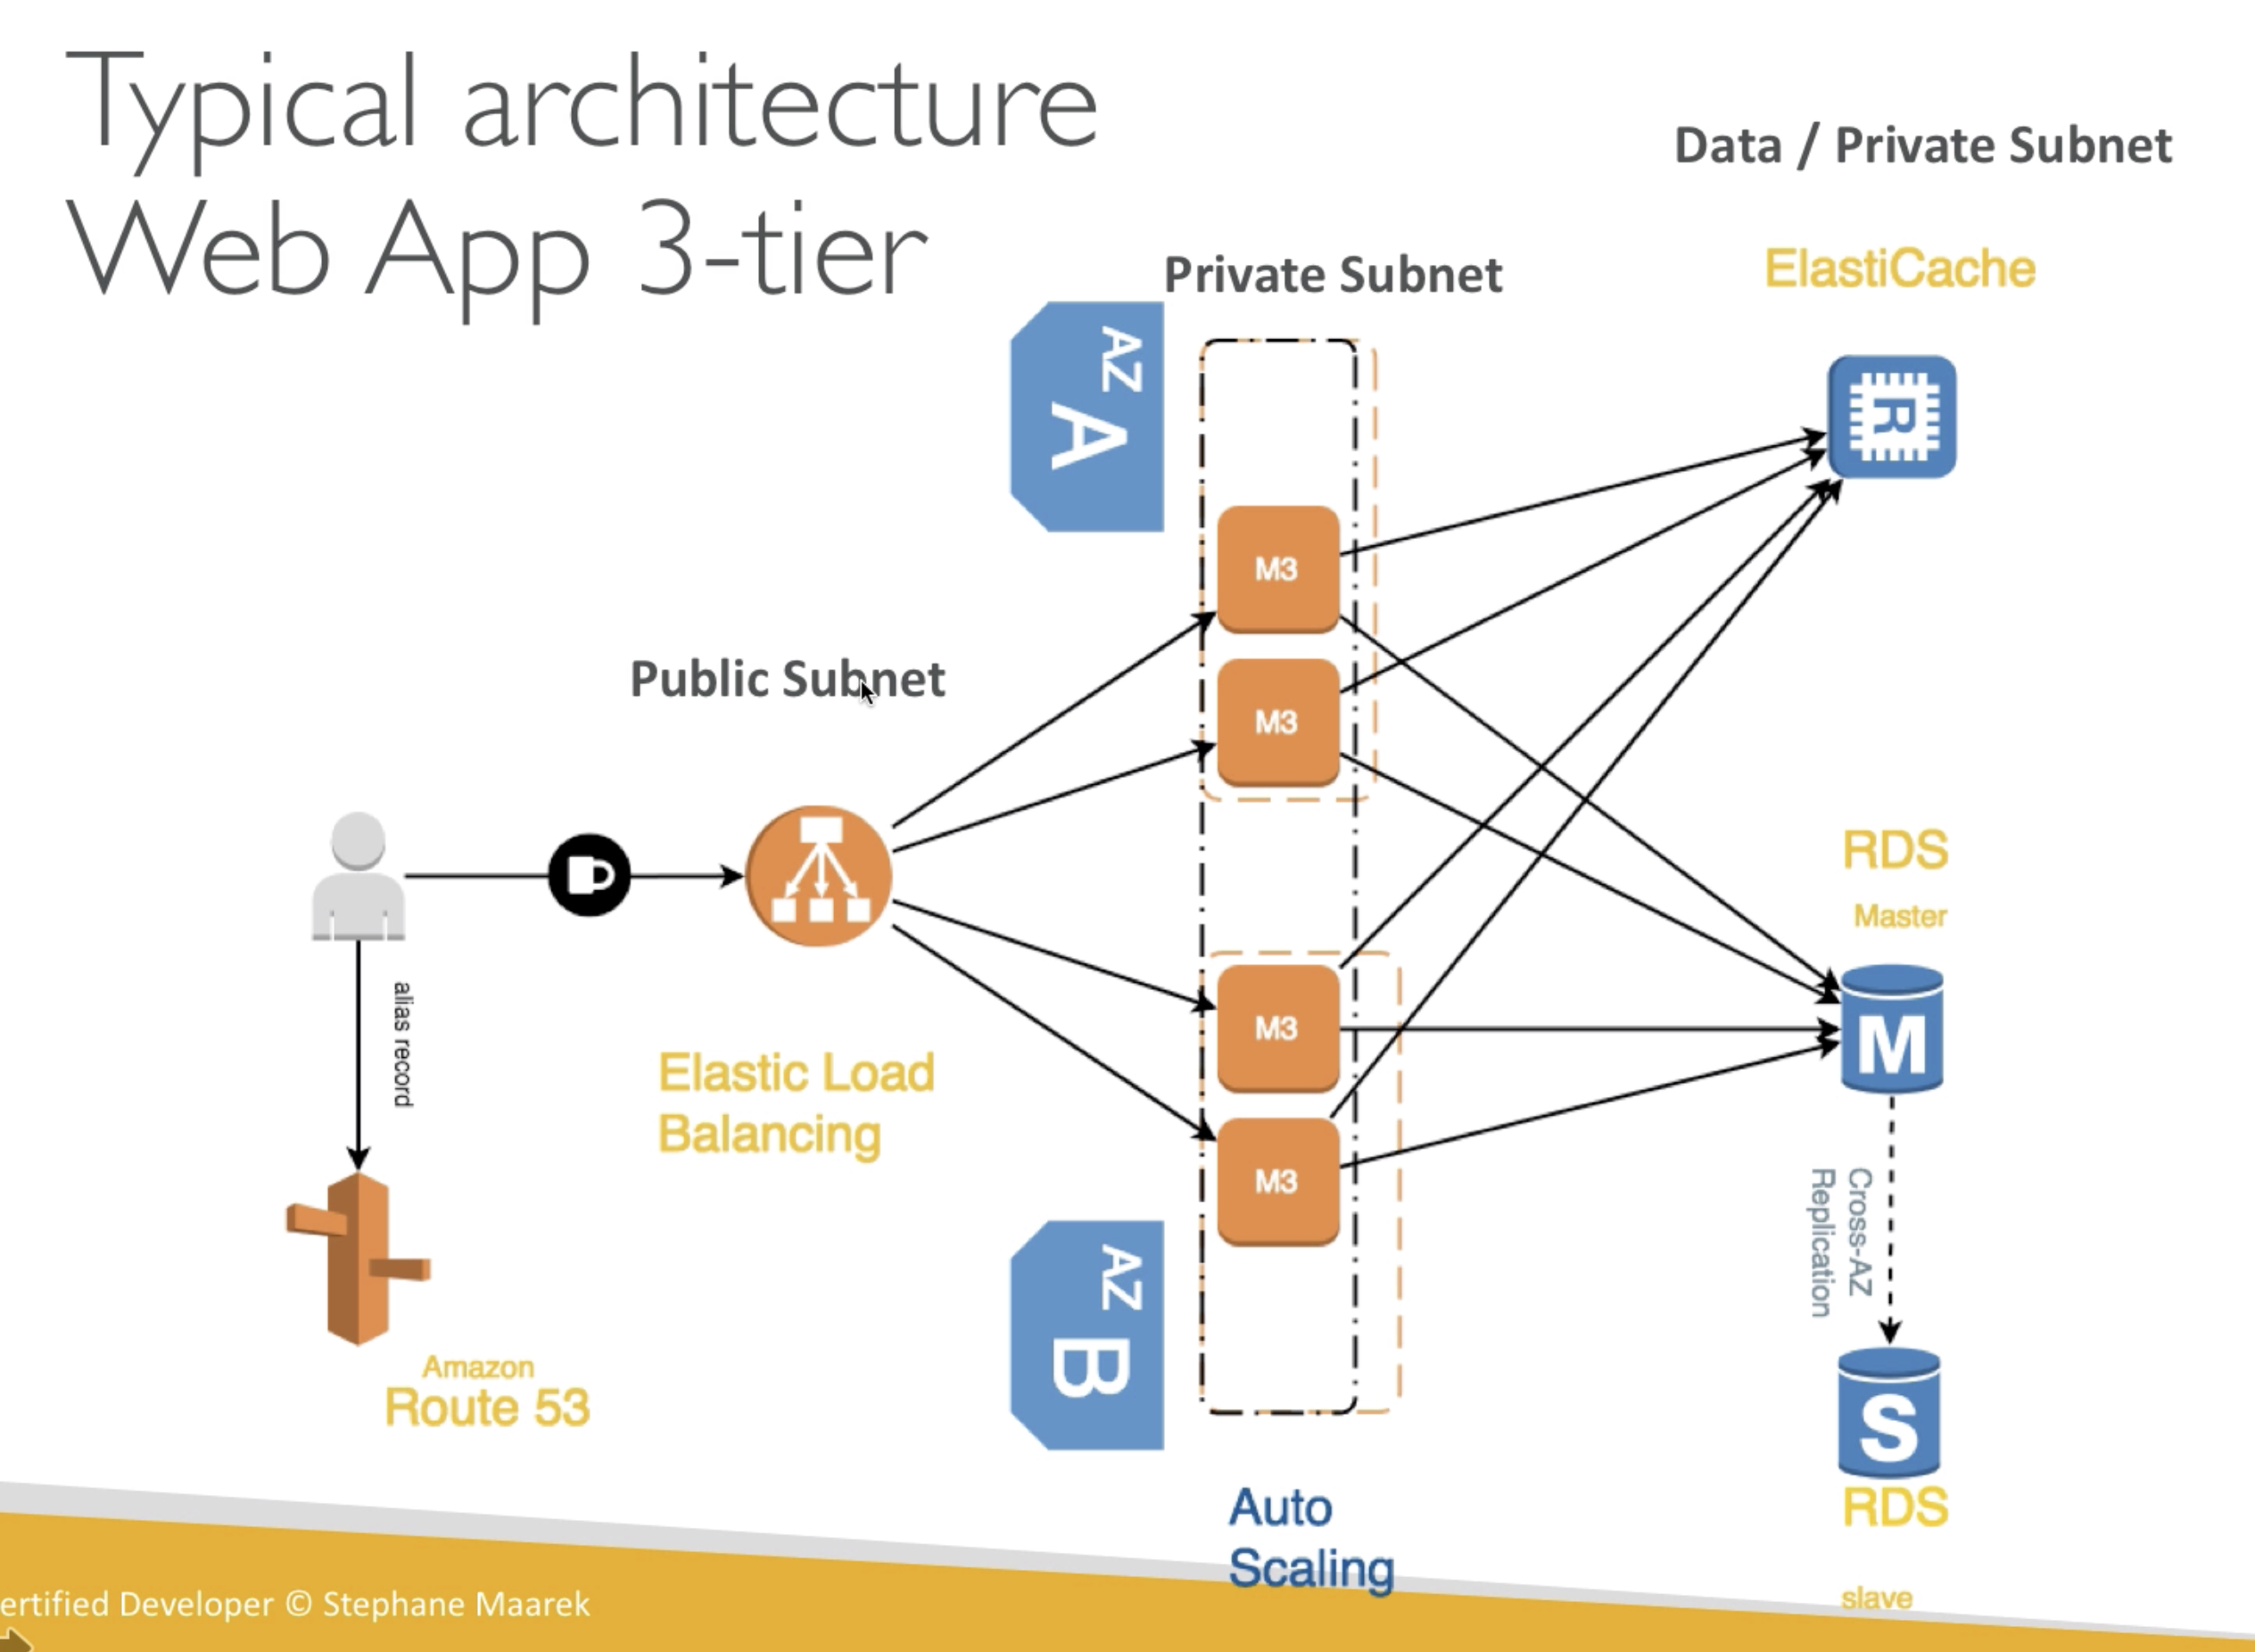 Typical architecture
Web App 3-tier
Data / Private Subnet
Private Subnet
ElastiCache
AZ A
R
M3
M3
Public Subnet
RDS
Master
M
M3
alias record
Elastic Load
Balancing
M3
Cross-AZ
Replication
AZ B
S
Amazon
Route 53
RDS
Auto
Scaling
slave
ertified Developer © Stephane Maarek